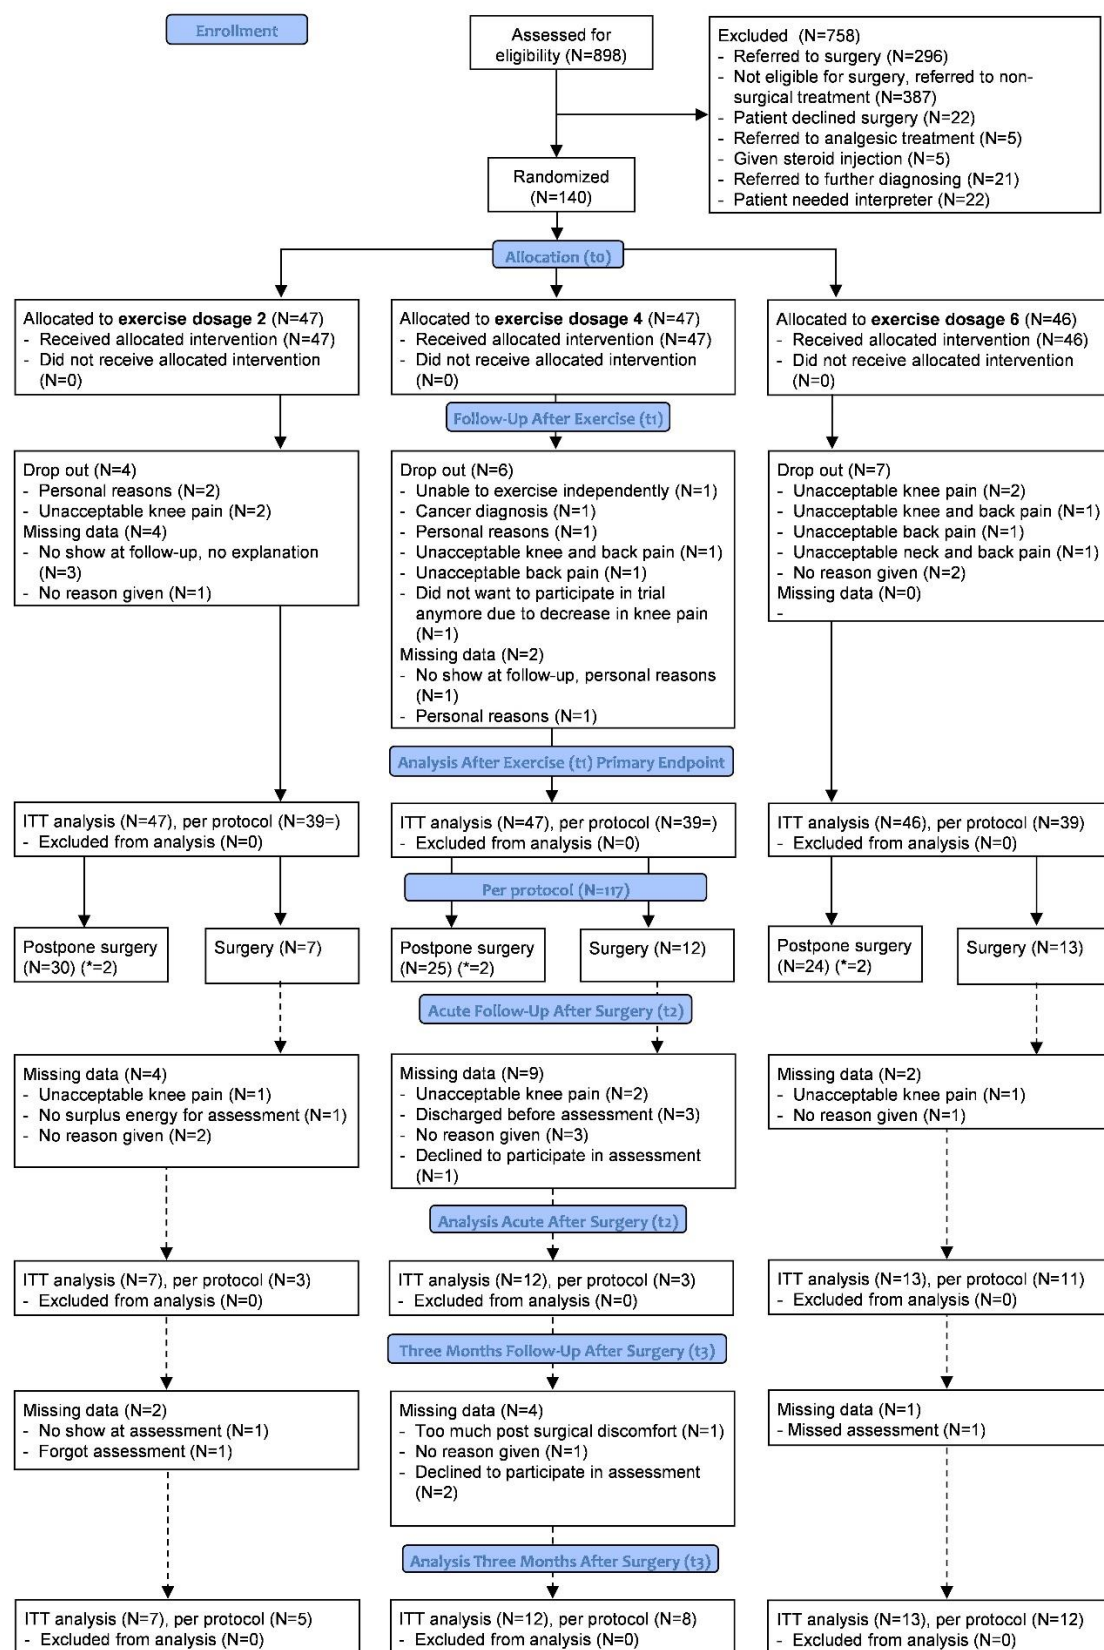 Enrollment
Assessed for
eligibility (N=898)
Excluded (N=758)
- Referred to surgery (N=296)
- Not eligible for surgery, referred to non-
surgical treatment (N=387)
- Patient declined surgery (N=22)
- Referred to analgesic treatment (N=5)
- Given steroid injection (N=5)
- Referred to further diagnosing (N=21)
- Patient needed interpreter (N=22)
Randomized
(N=140)
Allocation (t0)
Allocated to exercise dosage 2 (N=47)
- Received allocated intervention (N=47)
- Did not receive allocated intervention
(N=0)
Allocated to exercise dosage 4 (N=47)
- Received allocated intervention (N=47)
- Did not receive allocated intervention
(N=0)
Allocated to exercise dosage 6 (N=46)
- Received allocated intervention (N=46)
- Did not receive allocated intervention
(N=0)
Follow-Up After Exercise (t1)
Drop out (N=4)
- Personal reasons (N=2)
- Unacceptable knee pain (N=2)
Missing data (N=4)
- No show at follow-up, no explanation
(N=3)
- No reason given (N=1)
Drop out (N=6)
- Unable to exercise independently (N=1)
- Cancer diagnosis (N=1)
- Personal reasons (N=1)
- Unacceptable knee and back pain (N=1)
- Unacceptable back pain (N=1)
- Did not want to participate in trial
anymore due to decrease in knee pain
(N=1)
Missing data (N=2)
- No show at follow-up, personal reasons
(N=1)
- Personal reasons (N=1)
Drop out (N=7)
- Unacceptable knee pain (N=2)
- Unacceptable knee and back pain (N=1)
- Unacceptable back pain (N=1)
- Unacceptable neck and back pain (N=1)
- No reason given (N=2)
Missing data (N=0)
-
Analysis After Exercise (t1) Primary Endpoint
ITT analysis (N=47), per protocol (N=39=)
- Excluded from analysis (N=0)
ITT analysis (N=47), per protocol (N=39=)
- Excluded from analysis (N=0)
ITT analysis (N=46), per protocol (N=39)
- Excluded from analysis (N=0)
Per protocol (N=117)
Postpone surgery
(N=30) (*=2)
Surgery (N=7)
Postpone surgery
(N=25) (*=2)
Surgery (N=12)
Postpone surgery
(N=24) (*=2)
Surgery (N=13)
Acute Follow-Up After Surgery (t2)
Missing data (N=4)
- Unacceptable knee pain (N=1)
- No surplus energy for assessment (N=1)
- No reason given (N=2)
Missing data (N=9)
- Unacceptable knee pain (N=2)
- Discharged before assessment (N=3)
- No reason given (N=3)
- Declined to participate in assessment
(N=1)
Missing data (N=2)
- Unacceptable knee pain (N=1)
- No reason given (N=1)
Analysis Acute After Surgery (t2)
ITT analysis (N=7), per protocol (N=3)
- Excluded from analysis (N=0)
ITT analysis (N=12), per protocol (N=3)
- Excluded from analysis (N=0)
ITT analysis (N=13), per protocol (N=11)
- Excluded from analysis (N=0)
Three Months Follow-Up After Surgery (t3)
Missing data (N=2)
- No show at assessment (N=1)
- Forgot assessment (N=1)
Missing data (N=4)
- Too much post surgical discomfort (N=1)
- No reason given (N=1)
- Declined to participate in assessment
(N=2)
Missing data (N=1)
- Missed assessment (N=1)
Analysis Three Months After Surgery (t3)
ITT analysis (N=7), per protocol (N=5)
- Excluded from analysis (N=0)
ITT analysis (N=12), per protocol (N=8)
- Excluded from analysis (N=0)
ITT analysis (N=13), per protocol (N=12)
- Excluded from analysis (N=0)